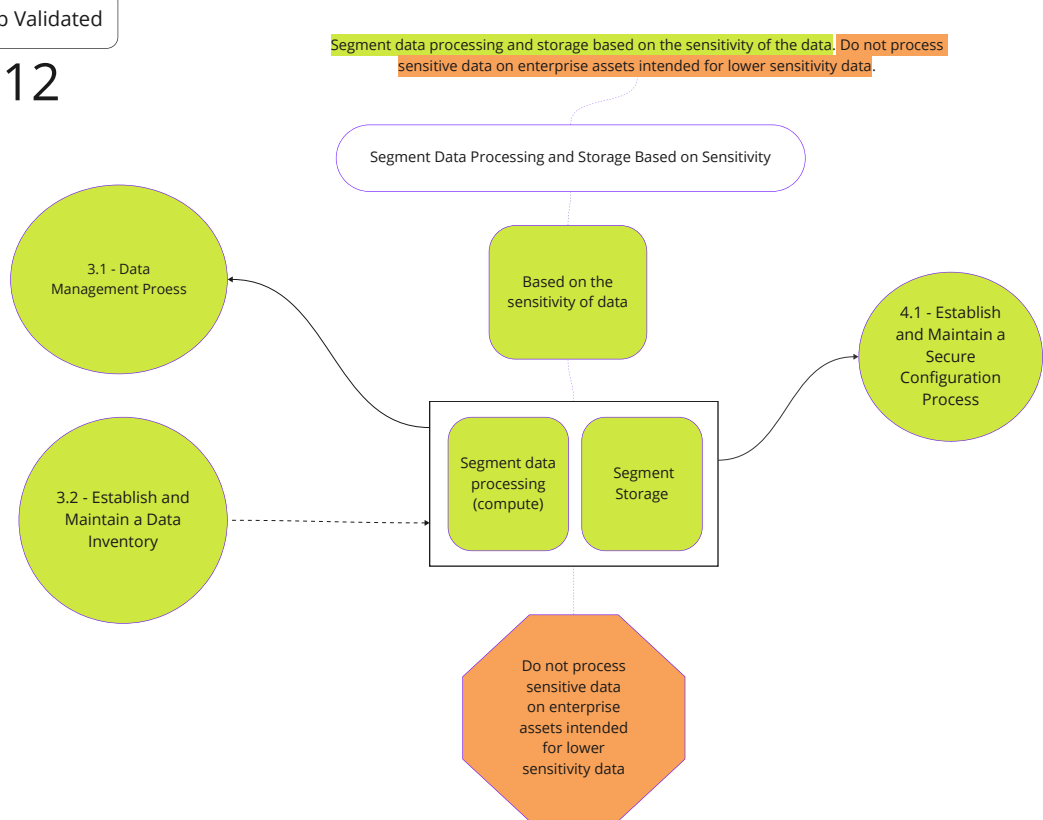 Validated
12
Segment data processing and storage based on the sensitivity of the data. Do not process
sensitive data on enterprise assets intended for lower sensitivity data.
Segment Data Processing and Storage Based on Sensitivity
3.1 - Data
Management Proess
Based on the
sensitivity of data
4.1 - Establish
and Maintain a
Secure
Configuration
Process
Segment data
processing
(compute)
Segment
Storage
3.2 - Establish and
Maintain a Data
Inventory
Do not process
sensitive data
on enterprise
assets intended
for lower
sensitivity data